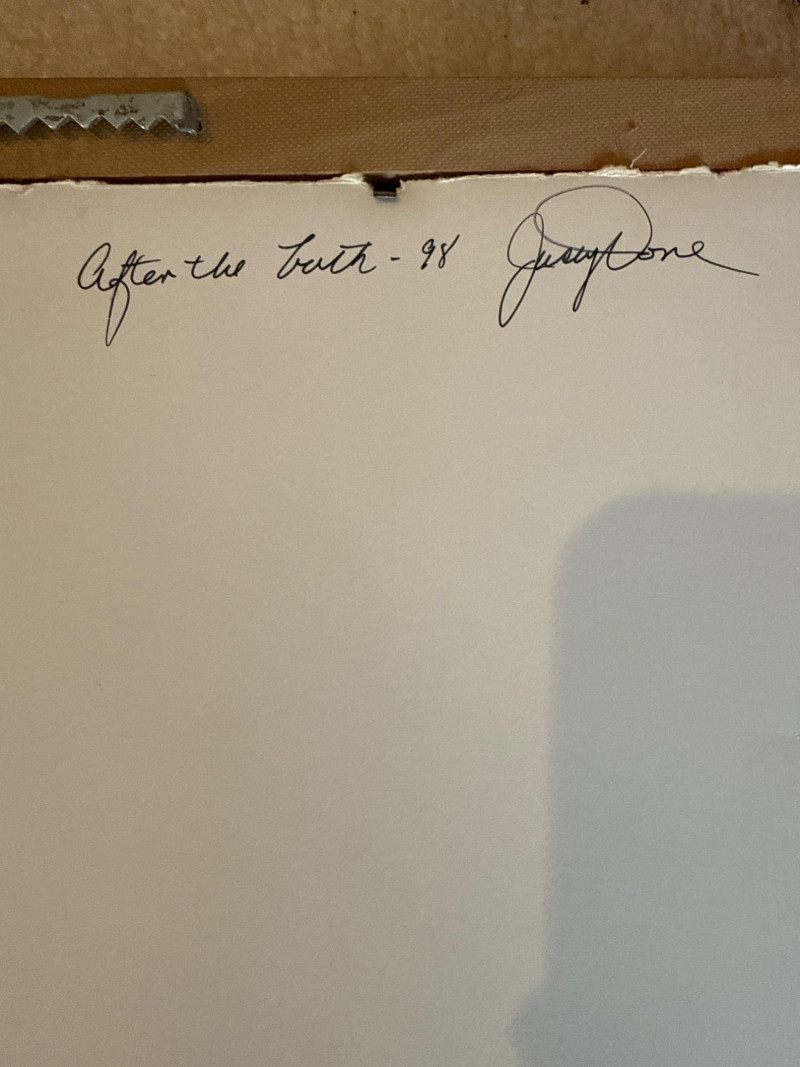 After the bath - 98